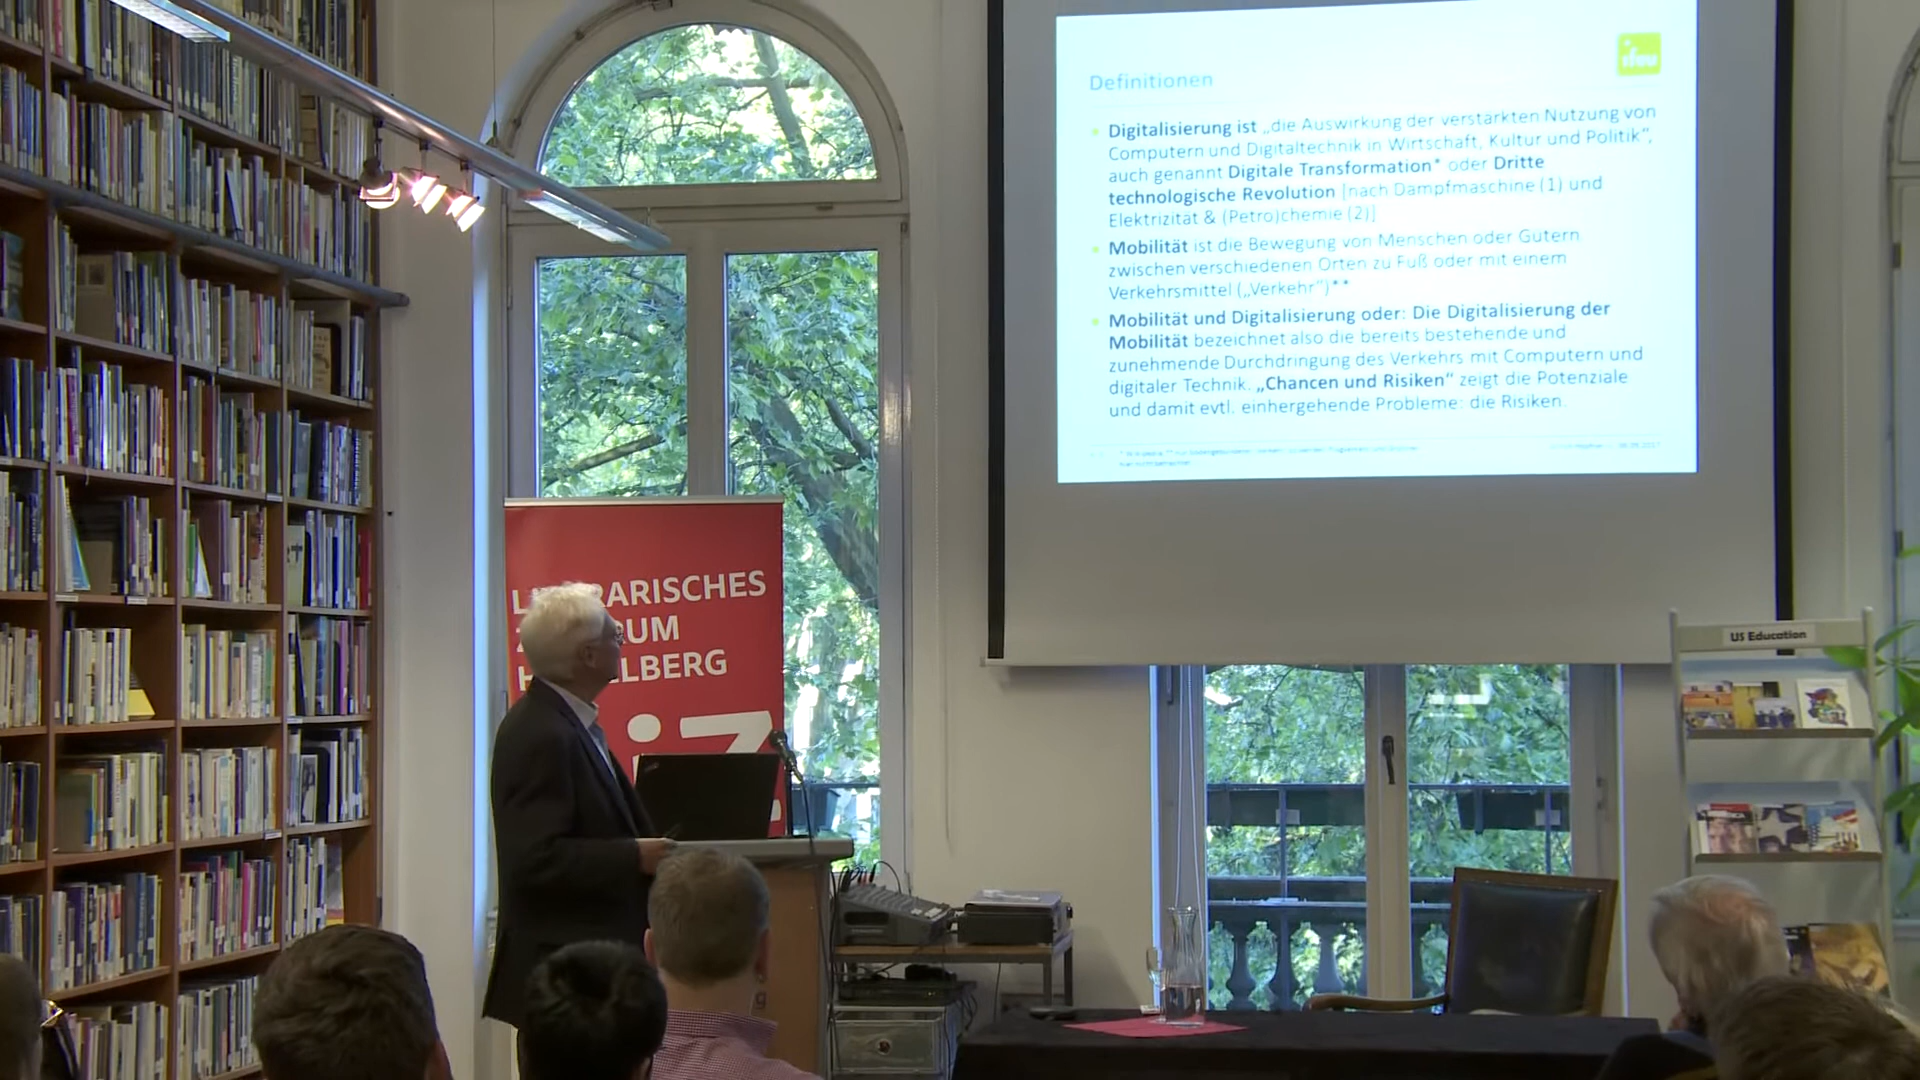 ifeu
Definitionen
Digitalisierung ist „die Auswirkung der verstärkten Nutzung von
Computern und Digitaltechnik in Wirtschaft, Kultur und Politik“,
auch genannt Digitale Transformation* oder Dritte
technologische Revolution [nach Dampfmaschine (1) und
Elektrizität & (Petro)chemie (2)]
Mobilität ist die Bewegung von Menschen oder Gütern
zwischen verschiedenen Orten zu Fuß oder mit einem
Verkehrsmittel („Verkehr“)**
Mobilität und Digitalisierung oder: Die Digitalisierung der
Mobilität bezeichnet also die bereits bestehende und
zunehmende Durchdringung des Verkehrs mit Computern und
digitaler Technik. „Chancen und Risiken“ zeigt die Potenziale
und damit evtl. einhergehende Probleme: die Risiken.
L RARISCHES
Z RUM
H ELBERG
US Education